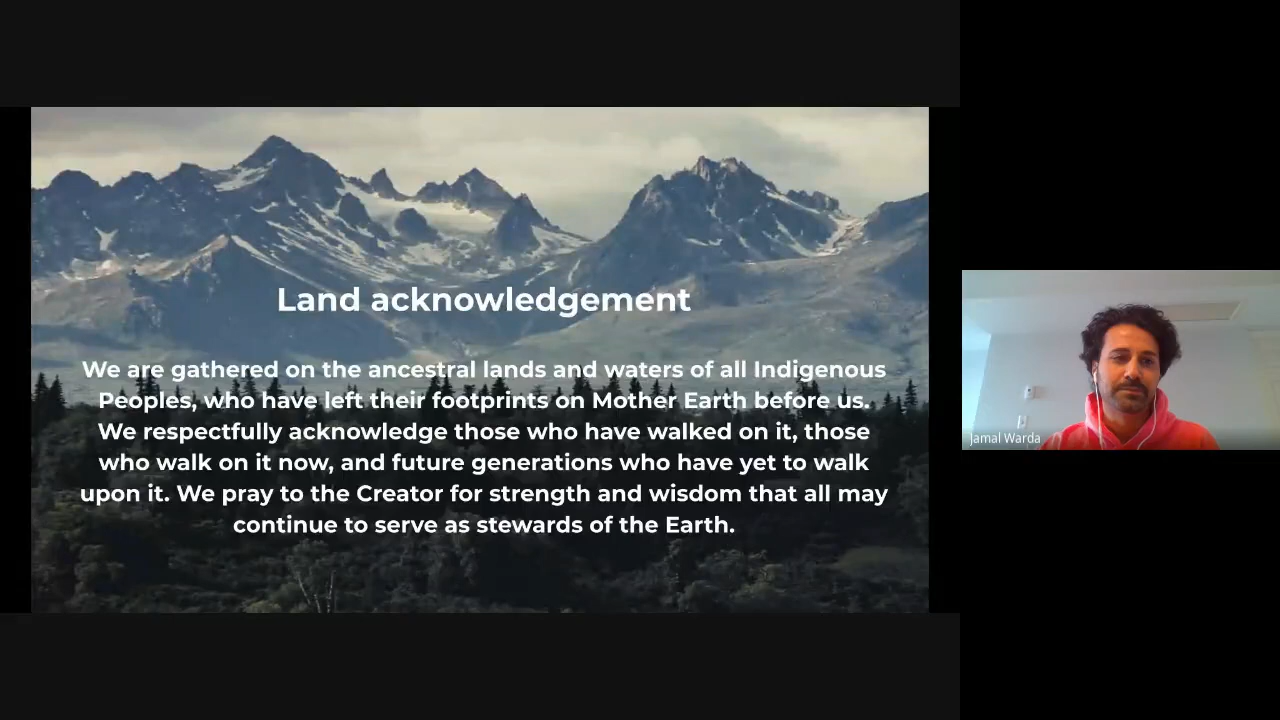 Land acknowledgement
We are gathered on the ancestral lands and waters of all Indigenous
Peoples, who have left their footprints on Mother Earth before us.
We respectfully acknowledge those who have walked on it, those
who walk on it now, and future generations who have yet to walk
upon it. We pray to the Creator for strength and wisdom that all may
continue to serve as stewards of the Earth.
Jamal Warda